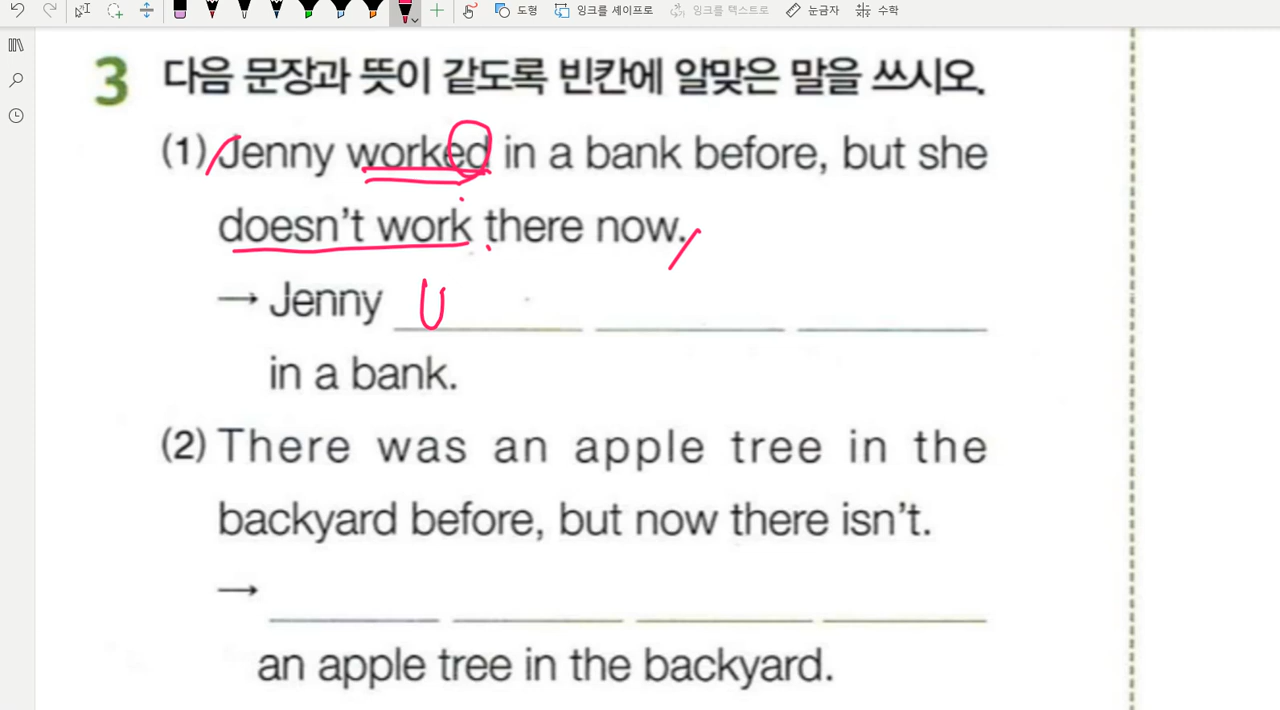 도형
잉크를 셰이프로
잉크를 텍스트로
눈금자
수학
3 다음 문장과 뜻이 같도록 빈칸에 알맞은 말을 쓰시오.
(1) Jenny worked in a bank before, but she
doesn't work there now.
→ Jenny U
in a bank.
(2) There was an apple tree in the
backyard before, but now there isn't.
→
an apple tree in the backyard.